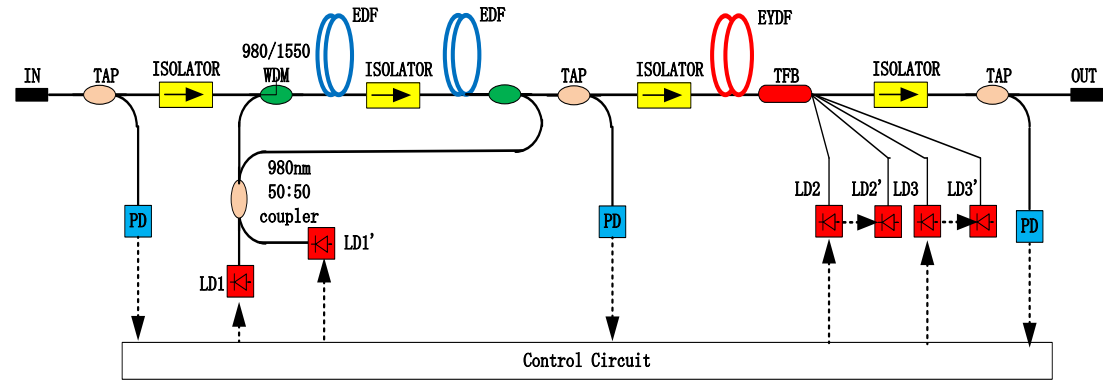 EDF
EDF
EYDF
980/1550
WDM
IN
TAP
ISOLATOR
ISOLATOR
TAP
ISOLATOR
TFB
ISOLATOR
TAP
OUT
980nm
50:50
coupler
PD
LD1'
LD1
PD
LD2
LD2'
LD3
LD3'
PD
Control Circuit